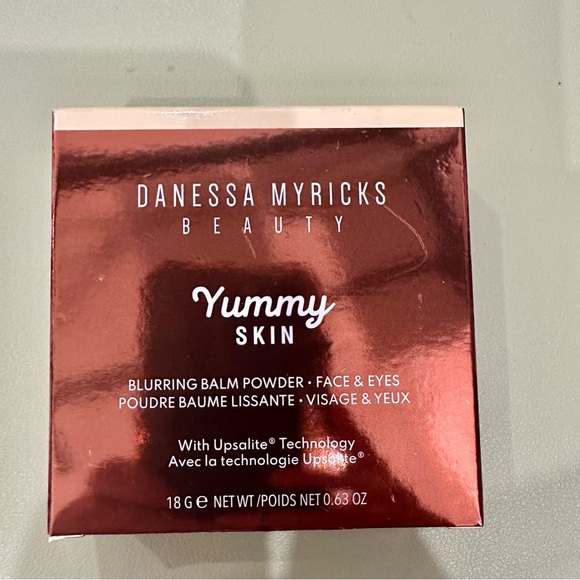 DANESSA MYRICKS
BEAUTY
Yummy
SKIN
BLURRING BALM POWDER • FACE & EYES
POUDRE BAUME LISSANTE • VISAGE & YEUX
With Upsalite® Technology
Avec la technologie Upsalite®
18 G ℮ NET WT/POIDS NET 0.63 OZ